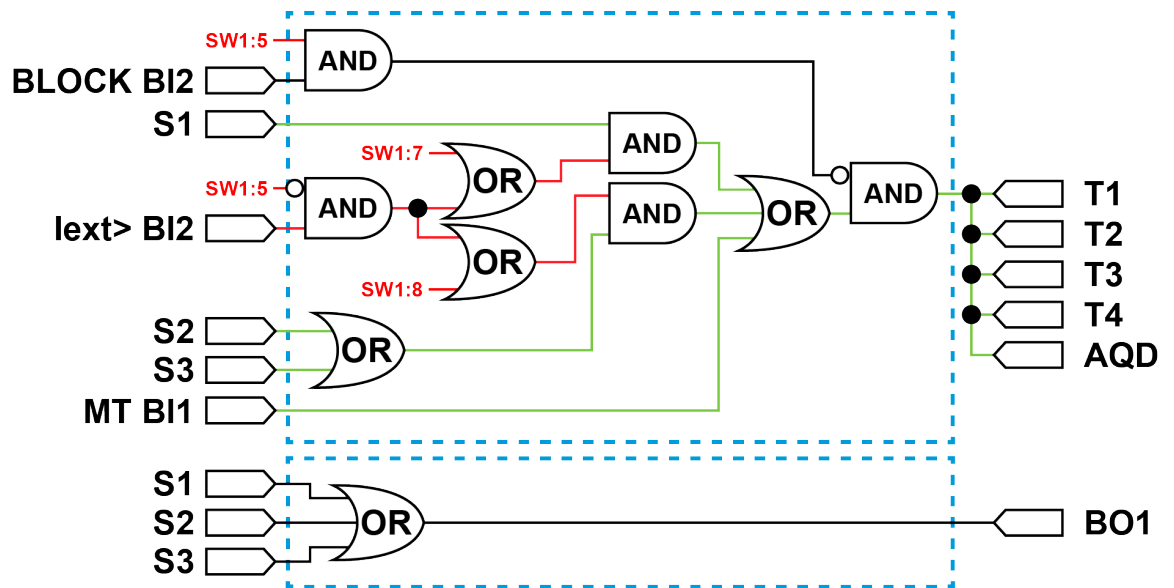 SW1:5
AND
BLOCK BI2
S1
AND
SW1:7
OR
SW1:5
AND
AND
AND
Iext> BI2
OR
OR
SW1:8
T1
T2
T3
T4
AQD
S2
OR
S3
MT BI1
S1
S2
OR
BO1
S3